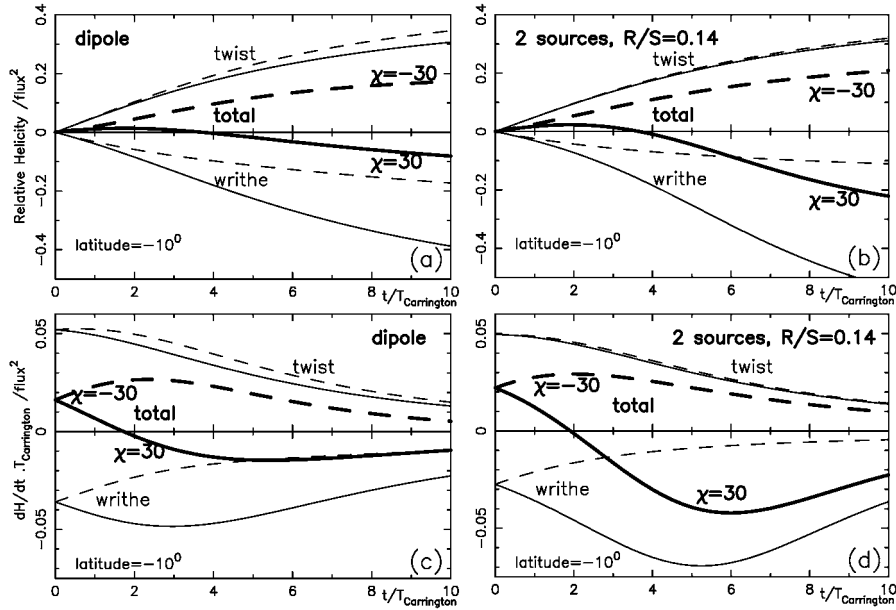 dipole
twist
χ=−30
total
χ=30
writhe
latitude=−10⁰
(a)
Relative Helicity /flux²
0.4
0.2
0
−0.2
−0.4
0 2 4 6 8 10
t/T_Carrington
2 sources, R/S=0.14
twist
χ=−30
total
χ=30
writhe
latitude=−10⁰
(b)
0.4
0.2
0
−0.2
−0.4
0 2 4 6 8 10
t/T_Carrington
dipole
twist
χ=−30
total
χ=30
writhe
latitude=−10⁰
(c)
dH/dt .T_Carrington /flux²
0.05
0
−0.05
0 2 4 6 8 10
t/T_Carrington
2 sources, R/S=0.14
twist
χ=−30
total
χ=30
writhe
latitude=−10⁰
(d)
0.05
0
−0.05
0 2 4 6 8 10
t/T_Carrington